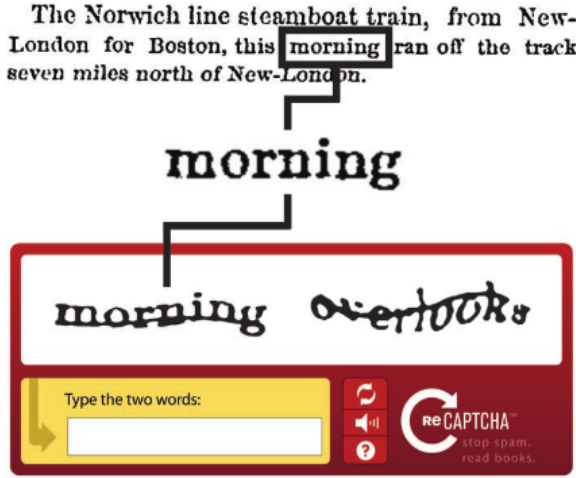 The Norwich line steamboat train, from New-
London for Boston, this morning ran off the track
seven miles north of New-London.
morning
morning overlooks
Type the two words:
reCAPTCHA™
stop spam.
read books.